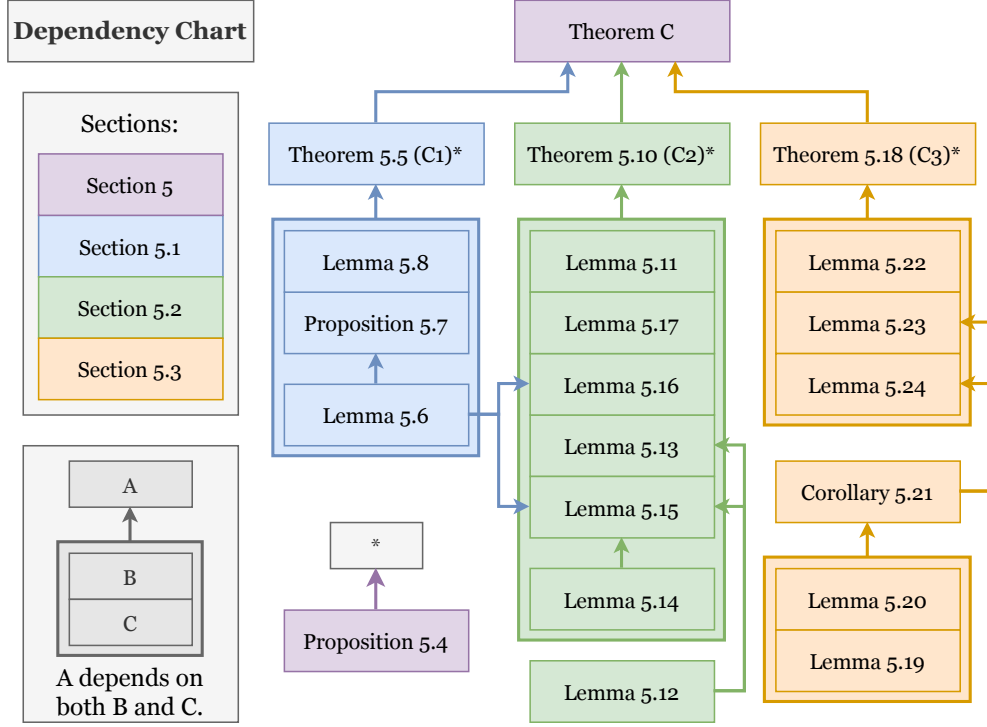 Dependency Chart
Sections:
Section 5
Section 5.1
Section 5.2
Section 5.3
A
B
C
A depends on
both B and C.
Theorem C
Theorem 5.5 (C1)*
Theorem 5.10 (C2)*
Theorem 5.18 (C3)*
Lemma 5.8
Proposition 5.7
Lemma 5.6
*
Proposition 5.4
Lemma 5.11
Lemma 5.17
Lemma 5.16
Lemma 5.13
Lemma 5.15
Lemma 5.14
Lemma 5.12
Lemma 5.22
Lemma 5.23
Lemma 5.24
Corollary 5.21
Lemma 5.20
Lemma 5.19